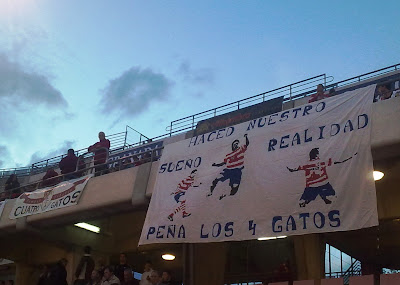 HACED NUESTRO
SUEÑO REALIDAD
PEÑA LOS 4 GATOS
CUATRO GATOS